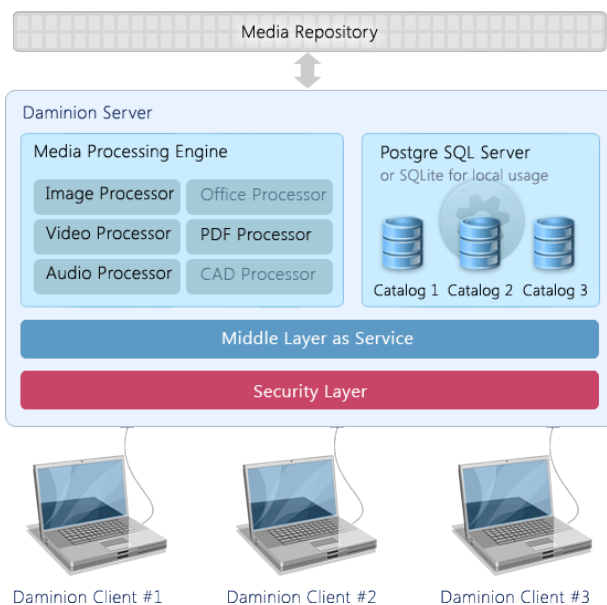 Media Repository
Daminion Server
Media Processing Engine
Image Processor
Office Processor
Video Processor
PDF Processor
Audio Processor
CAD Processor
Postgre SQL Server
or SQLite for local usage
Catalog 1
Catalog 2
Catalog 3
Middle Layer as Service
Security Layer
Daminion Client #1
Daminion Client #2
Daminion Client #3